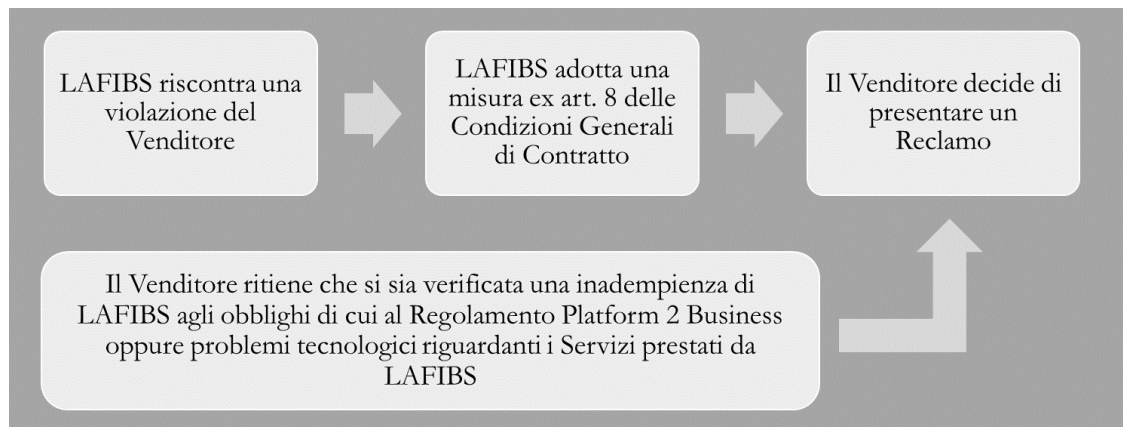 LAFIBS riscontra una
violazione del
Venditore
LAFIBS adotta una
misura ex art. 8 delle
Condizioni Generali
di Contratto
Il Venditore decide di
presentare un
Reclamo
Il Venditore ritiene che si sia verificata una inadempienza di
LAFIBS agli obblighi di cui al Regolamento Platform 2 Business
oppure problemi tecnologici riguardanti i Servizi prestati da
LAFIBS